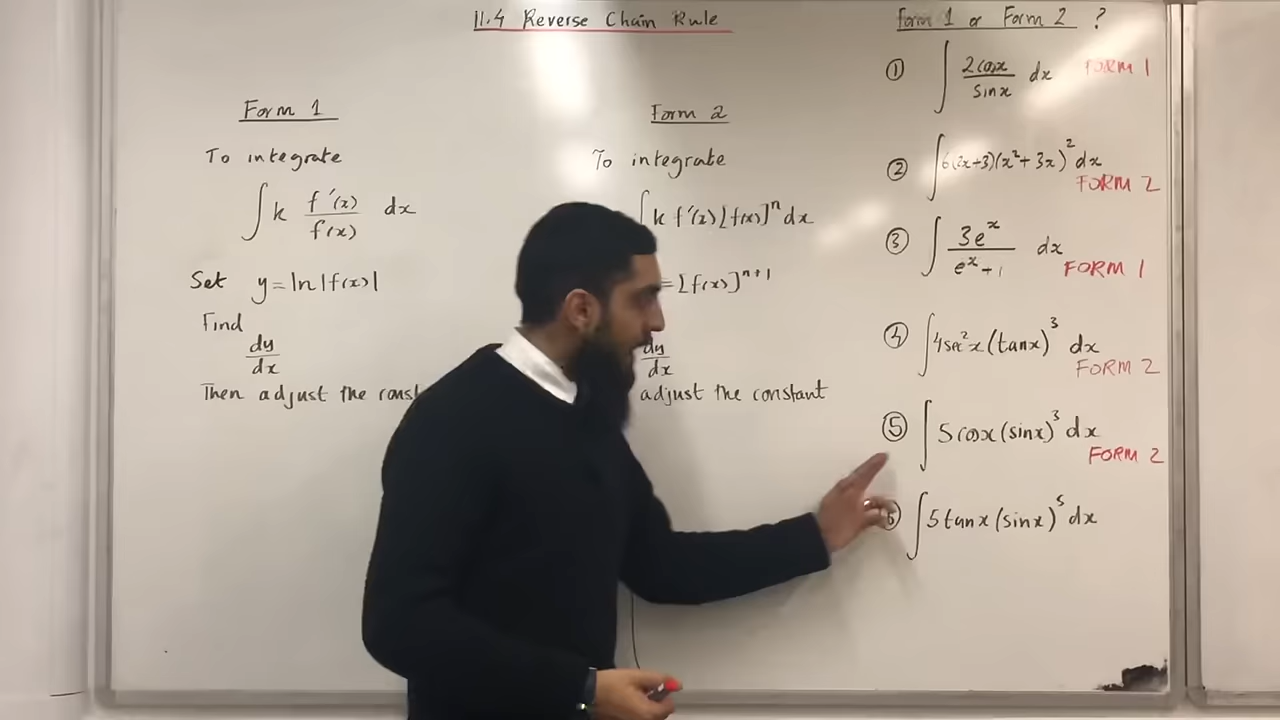 11.4 Reverse Chain Rule
Form 1
To integrate
∫ k f'(x)/f(x) dx
Set y = ln|f(x)|
Find
dy/dx
Then adjust the const
Form 2
To integrate
∫ k f'(x) [f(x)]^n dx
= [f(x)]^(n+1)
dy/dx
adjust the constant
Form 1 or Form 2 ?
① ∫ 2cosx/sinx dx FORM 1
② ∫ 6(2x+3)(x²+3x)² dx
FORM 2
③ ∫ 3e^x/(e^x+1) dx
FORM 1
④ ∫ 4sec²x(tanx)³ dx
FORM 2
⑤ ∫ 5cosx(sinx)³ dx
FORM 2
⑥ ∫ 5tanx(sinx)⁵ dx